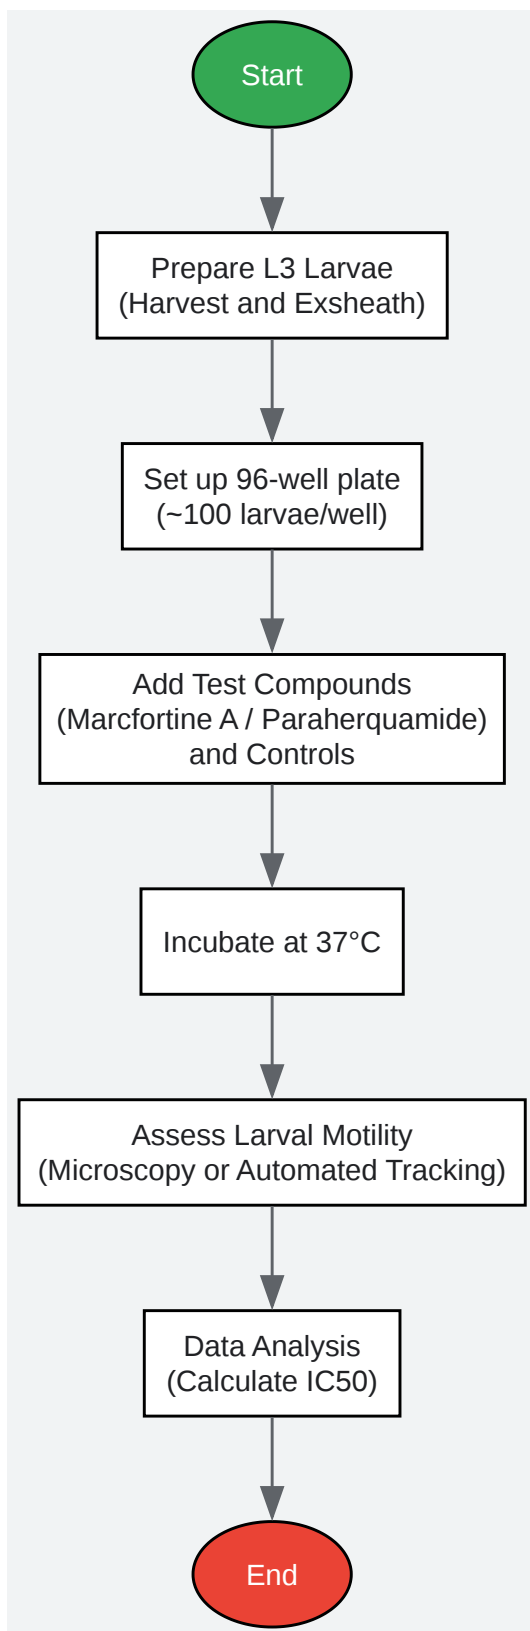 Start
Prepare L3 Larvae
(Harvest and Exsheath)
Set up 96-well plate
(~100 larvae/well)
Add Test Compounds
(Marcfortine A / Paraherquamide)
and Controls
Incubate at 37°C
Assess Larval Motility
(Microscopy or Automated Tracking)
Data Analysis
(Calculate IC50)
End